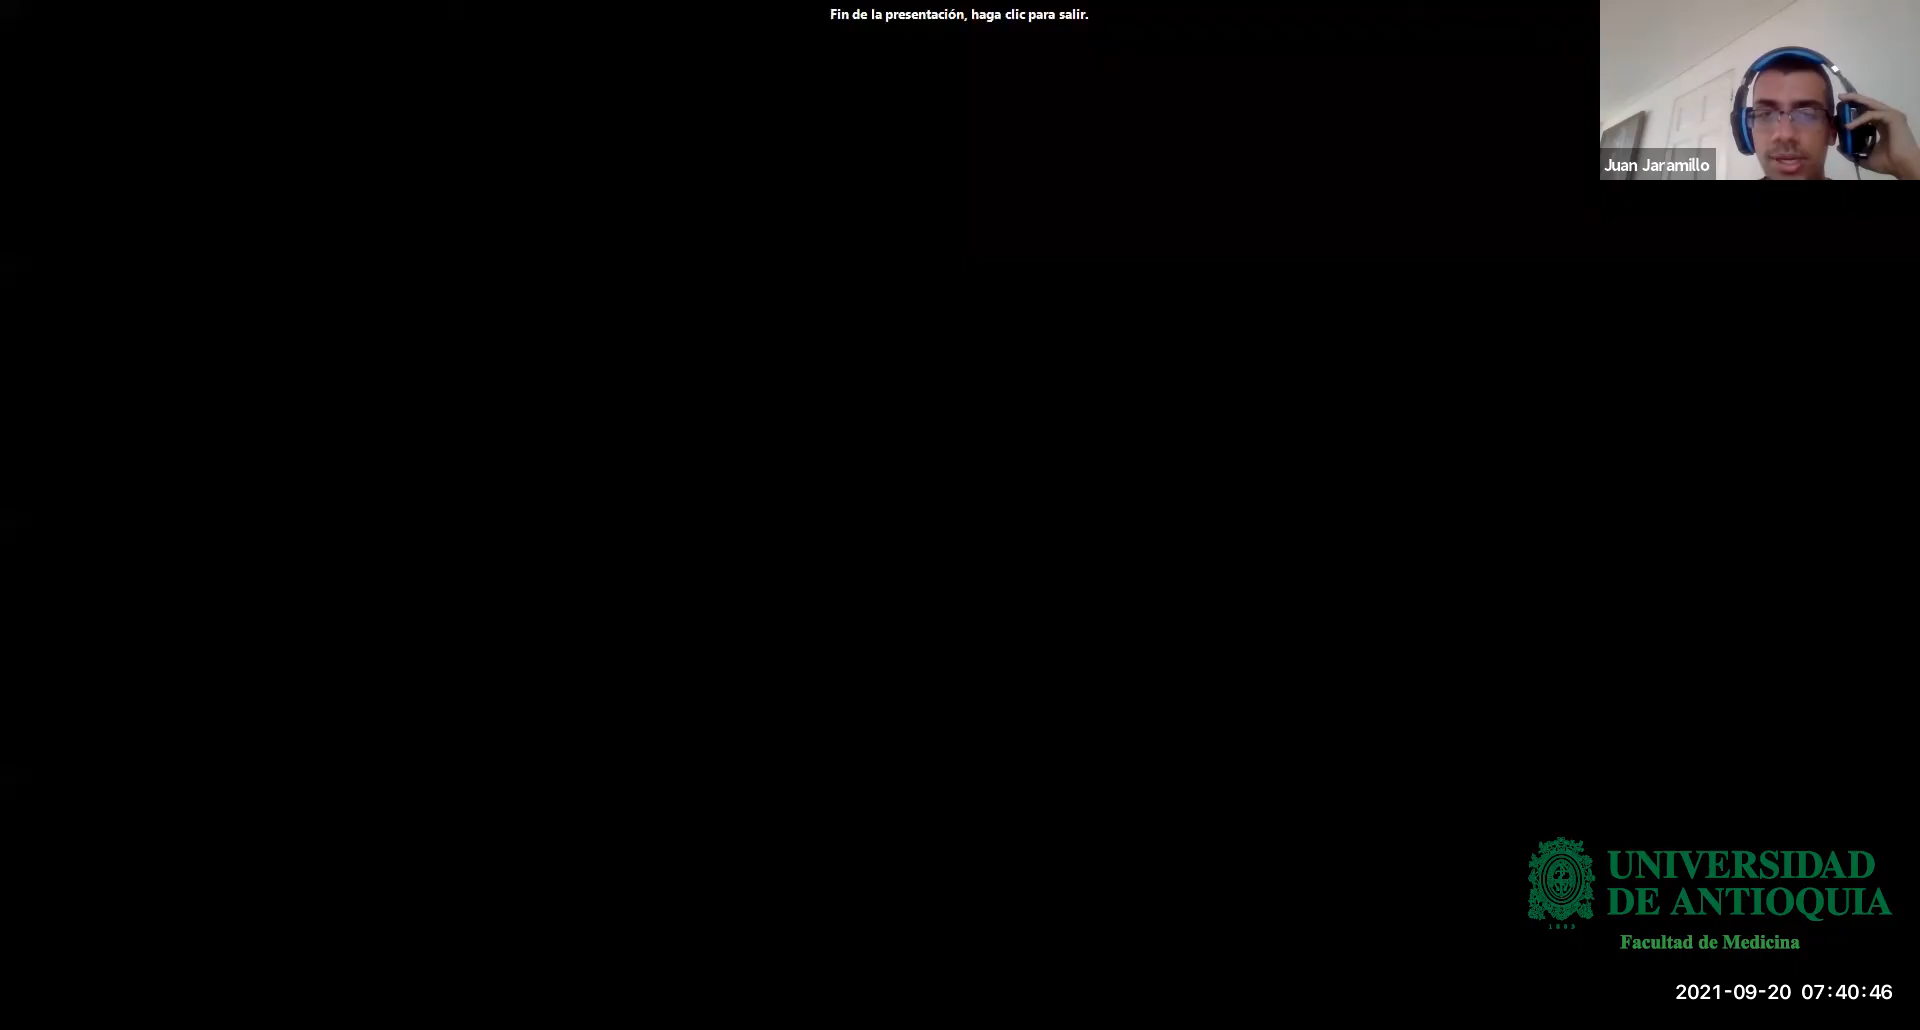 Fin de la presentación, haga clic para salir.
Juan Jaramillo
UNIVERSIDAD
DE ANTIOQUIA
1803
Facultad de Medicina
2021-09-20 07:40:46